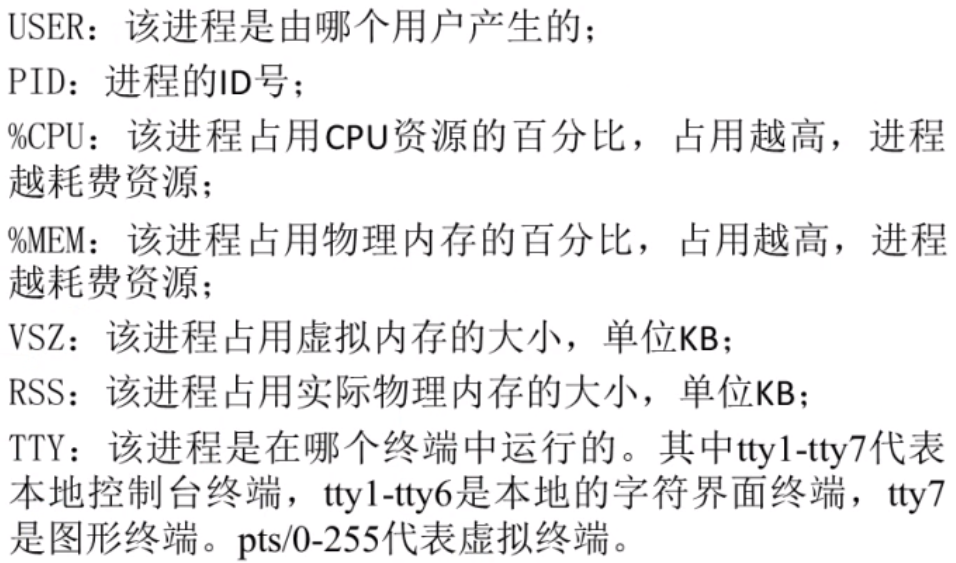 USER：该进程是由哪个用户产生的；
PID：进程的ID号；
%CPU：该进程占用CPU资源的百分比，占用越高，进程
越耗费资源；
%MEM：该进程占用物理内存的百分比，占用越高，进程
越耗费资源；
VSZ：该进程占用虚拟内存的大小，单位KB；
RSS：该进程占用实际物理内存的大小，单位KB；
TTY：该进程是在哪个终端中运行的。其中tty1-tty7代表
本地控制台终端，tty1-tty6是本地的字符界面终端，tty7
是图形终端。pts/0-255代表虚拟终端。